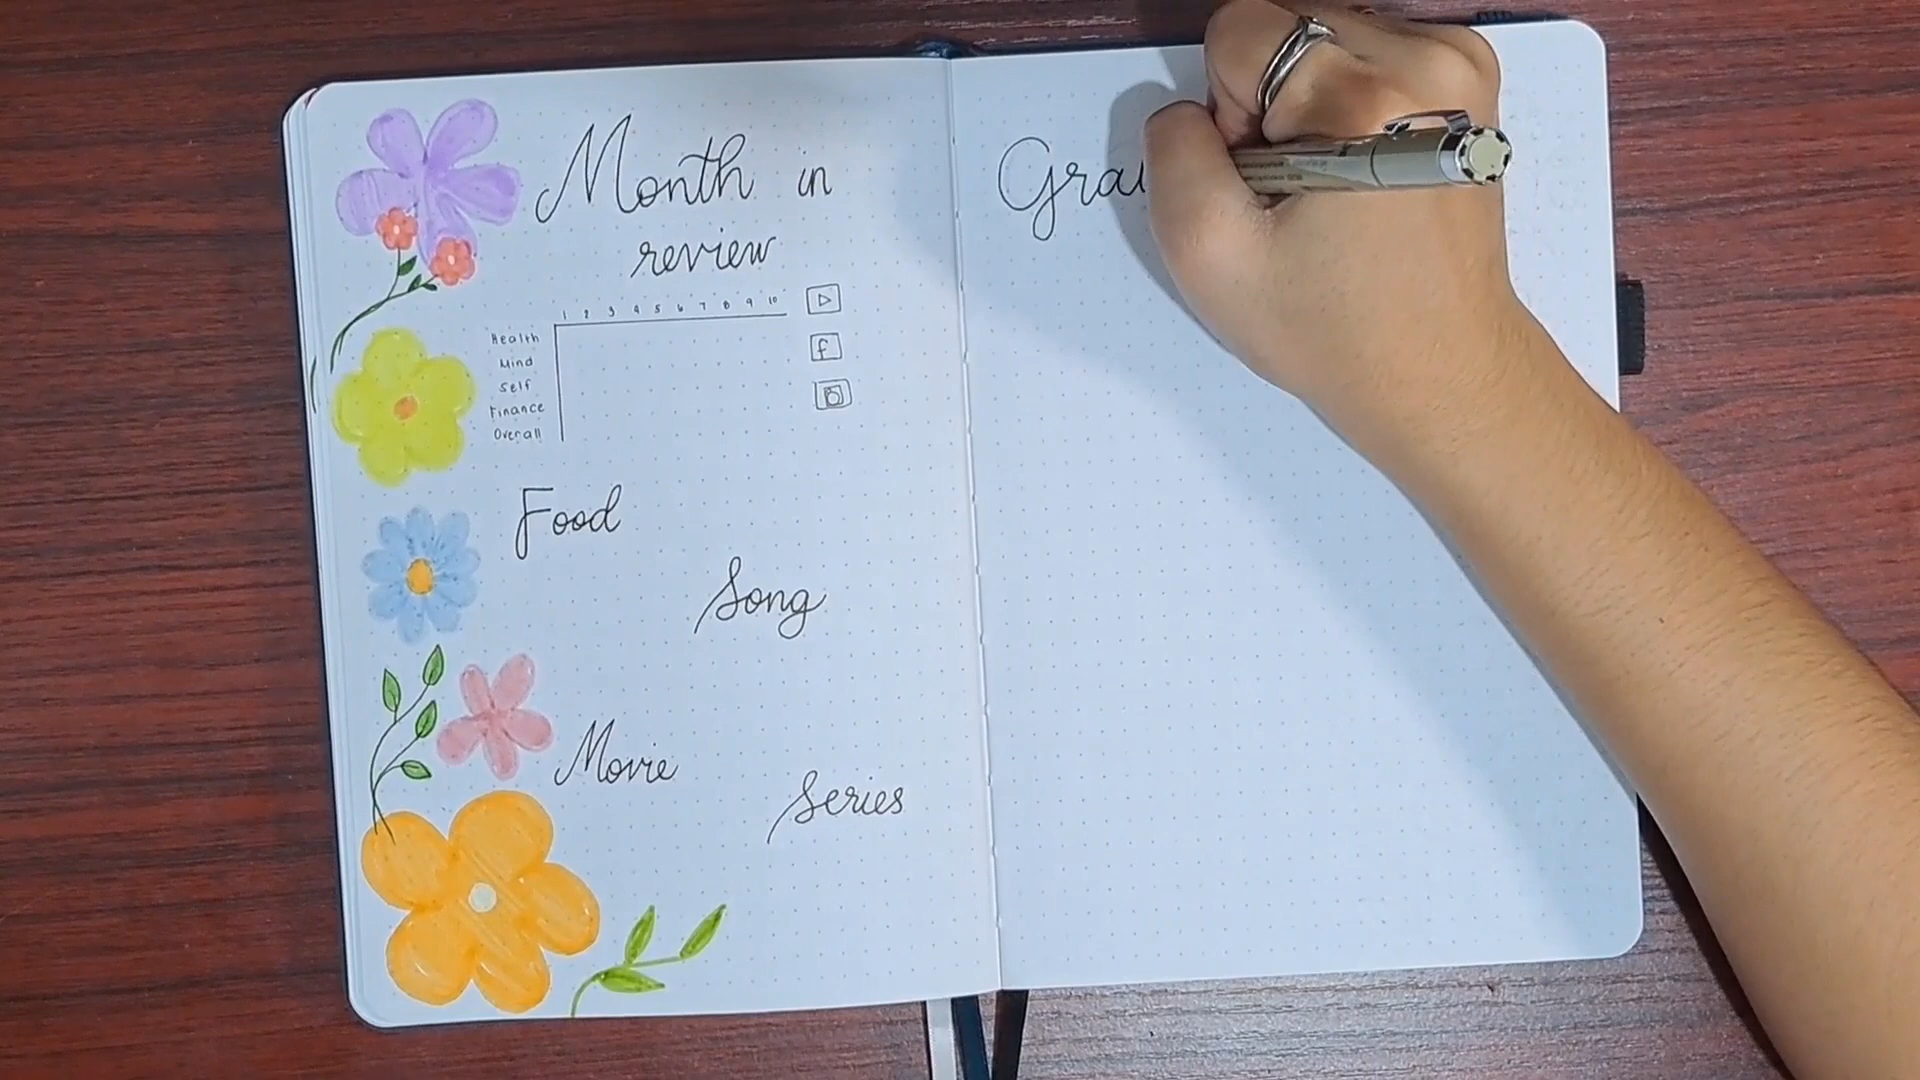 Month in
review
1 2 3 4 5 6 7 8 9 10
Health
Mind
Self
Finance
Overall
f
Food
Song
Movie
Series
Gra